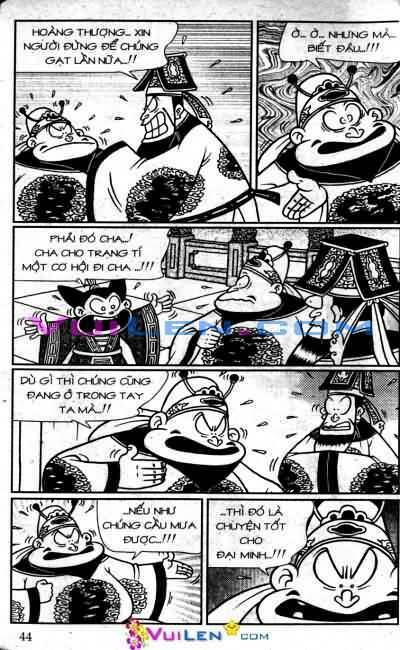 HOÀNG THƯỢNG... XIN
NGƯỜI ĐỪNG ĐỂ CHÚNG
GẠT LẦN NỮA..!!
Ờ... Ờ... NHƯNG MÀ...
BIẾT ĐÂU...!!!
PHẢI ĐÓ CHA...!
CHA CHO TRẠNG TÍ
MỘT CƠ HỘI ĐI CHA ..!!!
VUILEN.COM
DÙ GÌ THÌ CHÚNG CŨNG
ĐANG Ở TRONG TAY
TA MÀ...!!!
...NẾU NHƯ
CHÚNG CẦU MƯA
ĐƯỢC...!!!
...THÌ ĐÓ LÀ
CHUYỆN TỐT
CHO
ĐẠI MINH...!!!
44
VUILEN.COM